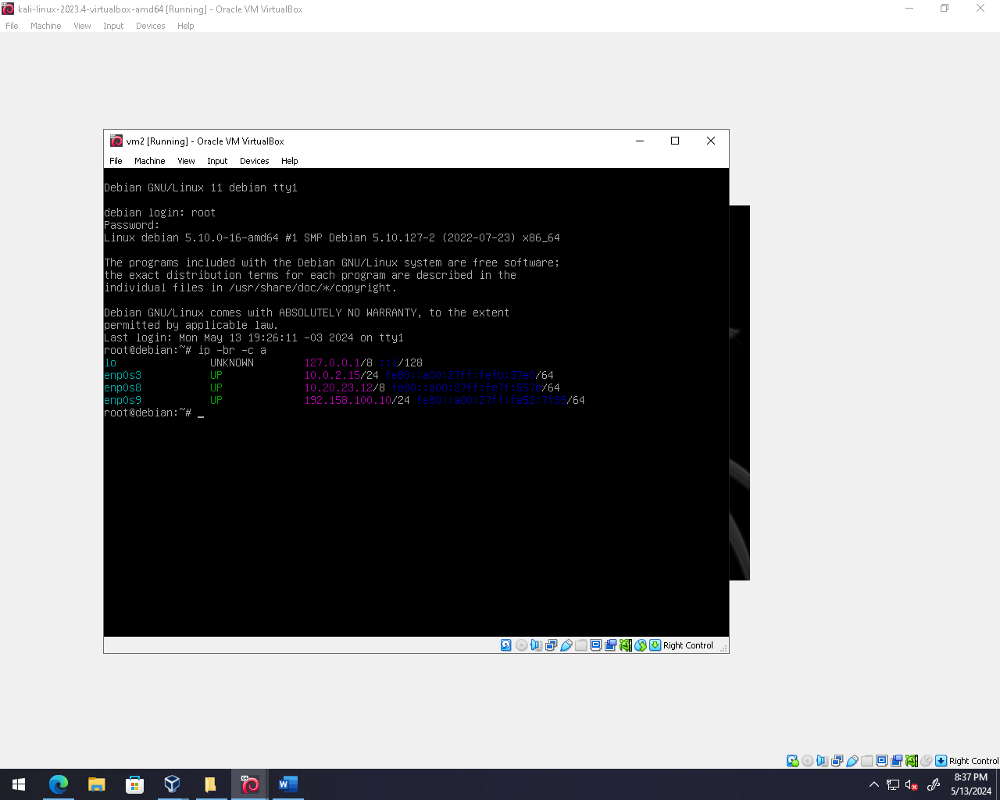 kali-linux-2023.4-virtualbox-amd64 [Running] - Oracle VM VirtualBox
File Machine View Input Devices Help
vm2 [Running] - Oracle VM VirtualBox
File Machine View Input Devices Help
Debian GNU/Linux 11 debian tty1
debian login: root
Password:
Linux debian 5.10.0-16-amd64 #1 SMP Debian 5.10.127-2 (2022-07-23) x86_64
The programs included with the Debian GNU/Linux system are free software;
the exact distribution terms for each program are described in the
individual files in /usr/share/doc/*/copyright.
Debian GNU/Linux comes with ABSOLUTELY NO WARRANTY, to the extent
permitted by applicable law.
Last login: Mon May 13 19:26:11 -03 2024 on tty1
root@debian:~# ip -br -c a
lo UNKNOWN 127.0.0.1/8 ::1/128
enp0s3 UP 10.0.2.15/24 fe80::a00:27ff:fefb:37e0/64
enp0s8 UP 10.20.23.12/8 fe80::a00:27ff:fe7f:557e/64
enp0s9 UP 192.158.100.10/24 fe80::a00:27ff:fe52:7f39/64
root@debian:~# _
Right Control
Right Control
8:37 PM
5/13/2024